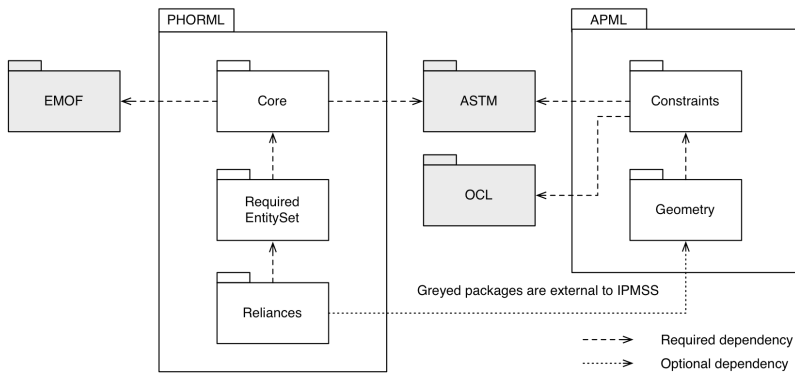 PHORML
APML
EMOF
Core
ASTM
Constraints
Required
EntitySet
OCL
Geometry
Reliances
Greyed packages are external to IPMSS
Required dependency
Optional dependency